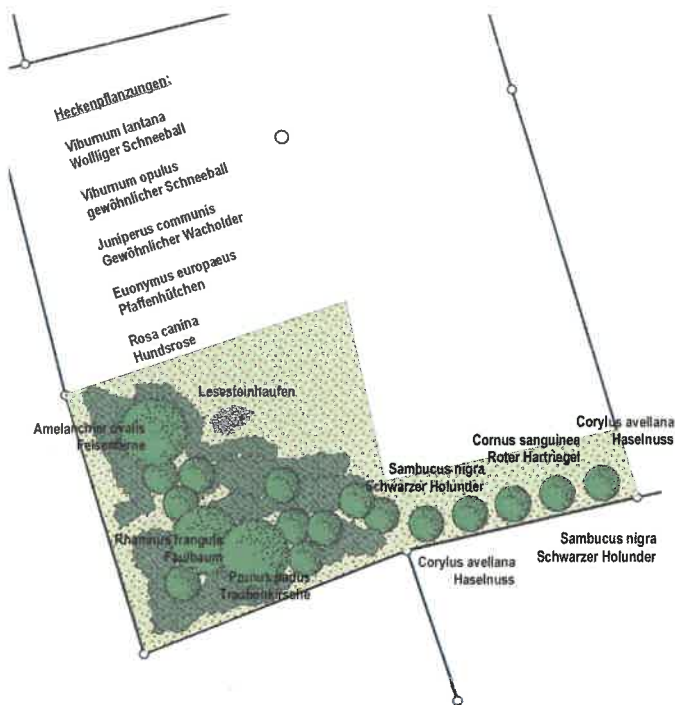 Heckenpflanzungen:
Viburnum lantana
Wollliger Schneeball
Viburnum opulus
gewöhnlicher Schneeball
Juniperus communis
Gewöhnlicher Wacholder
Euonymus europaeus
Pfaffenhütchen
Rosa canina
Hundsrose
Lesesteinhaufen
Amelanchier ovalis
Felsenbirne
Corylus avellana
Haselnuss
Cornus sanguinea
Roter Hartriegel
Sambucus nigra
Schwarzer Holunder
Rhamnus frangula
Faulbaum
Prunus padus
Traubenkirsche
Corylus avellana
Haselnuss
Sambucus nigra
Schwarzer Holunder